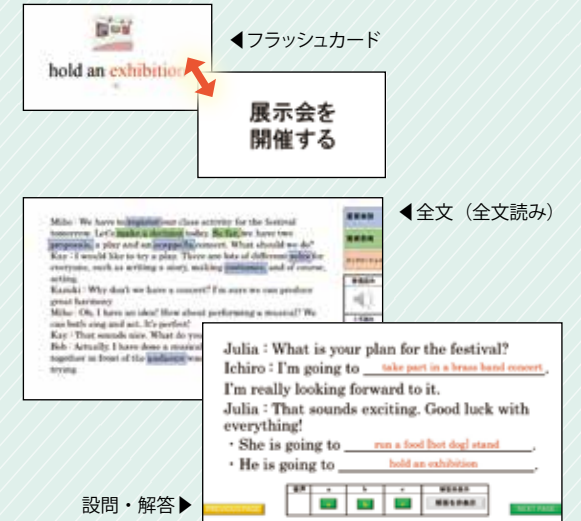 ◀フラッシュカード
hold an exhibition
展示会を
開催する
◀全文（全文読み）
Miho : We have to register our class activity for the festival
tomorrow. Let's make a decision today. So far, we have two
proposals, a play and an a cappella concert. What should we do?
Kay : I would like to try a play. There are lots of different roles for
everyone, such as writing a story, making costumes, and of course,
acting.
Kazuki : Why don't we have a concert? I'm sure we can produce
great harmony
Miho : Oh, I have an idea! How about performing a musical? We
can both sing and act. It's perfect!
Kay : That sounds nice. What do you
Bob : Actually, I have done a musical
together in front of the audience was
trying
Julia : What is your plan for the festival?
Ichiro : I'm going to take part in a brass band concert.
I'm really looking forward to it.
Julia : That sounds exciting. Good luck with
everything!
・She is going to run a food [hot dog] stand.
・He is going to hold an exhibition.
音声 a b c
設問・解答▶
NEXT PAGE